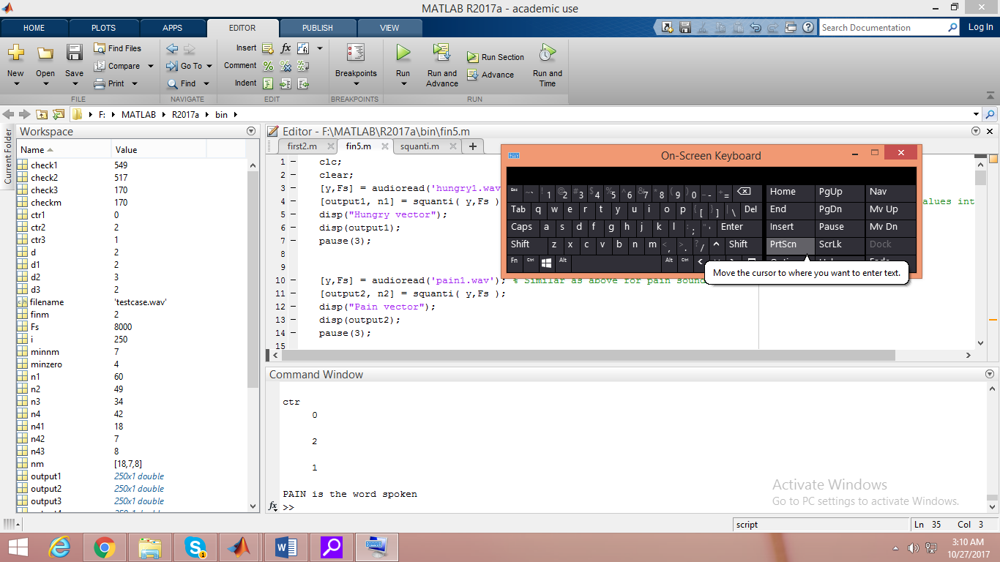 MATLAB R2017a - academic use
HOME PLOTS APPS EDITOR PUBLISH VIEW Search Documentation Log In
New Open Save Find Files Compare Print Go To Find Insert Comment Indent Breakpoints Run Run and Advance Run Section Advance Run and Time
FILE NAVIGATE EDIT BREAKPOINTS RUN
F: MATLAB R2017a bin
Current Folder
Workspace
Name Value
check1 549
check2 517
check3 170
checkm 170
ctr1 0
ctr2 2
ctr3 1
d 2
d1 2
d2 3
d3 2
filename 'testcase.wav'
finm 2
Fs 8000
i 250
minnm 7
minzero 4
n1 60
n2 49
n3 34
n4 42
n41 18
n42 7
n43 8
nm [18,7,8]
output1 250x1 double
output2 250x1 double
output3 250x1 double
Editor - F:\MATLAB\R2017a\bin\fin5.m
first2.m fin5.m squanti.m
1 clc;
2 clear;
3 [y,Fs] = audioread('hungry1.wav
4 [output1, n1] = squanti( y,Fs ) alues int
5 disp("Hungry vector");
6 disp(output1);
7 pause(3);
8
9
10 [y,Fs] = audioread('pain1.wav'); % Similar as above for pain soun
11 [output2, n2] = squanti( y,Fs );
12 disp("Pain vector");
13 disp(output2);
14 pause(3);
15
On-Screen Keyboard
Esc ~ ` ! 1 @ 2 # 3 $ 4 % 5 ^ 6 & 7 * 8 ( 9 ) 0 _ - + = Home PgUp Nav
Tab q w e r t y u i o p { [ } ] | \ Del End PgDn Mv Up
Caps a s d f g h j k l : ; " ' Enter Insert Pause Mv Dn
Shift z x c v b n m < , > . ? / ^ Shift PrtScn ScrLk Dock
Fn Ctrl Alt Alt Ctrl <
Move the cursor to where you want to enter text.
Command Window
ctr
0
2
1
PAIN is the word spoken
fx >>
Activate Windows
Go to PC settings to activate Windows.
script Ln 35 Col 3
3:10 AM
10/27/2017